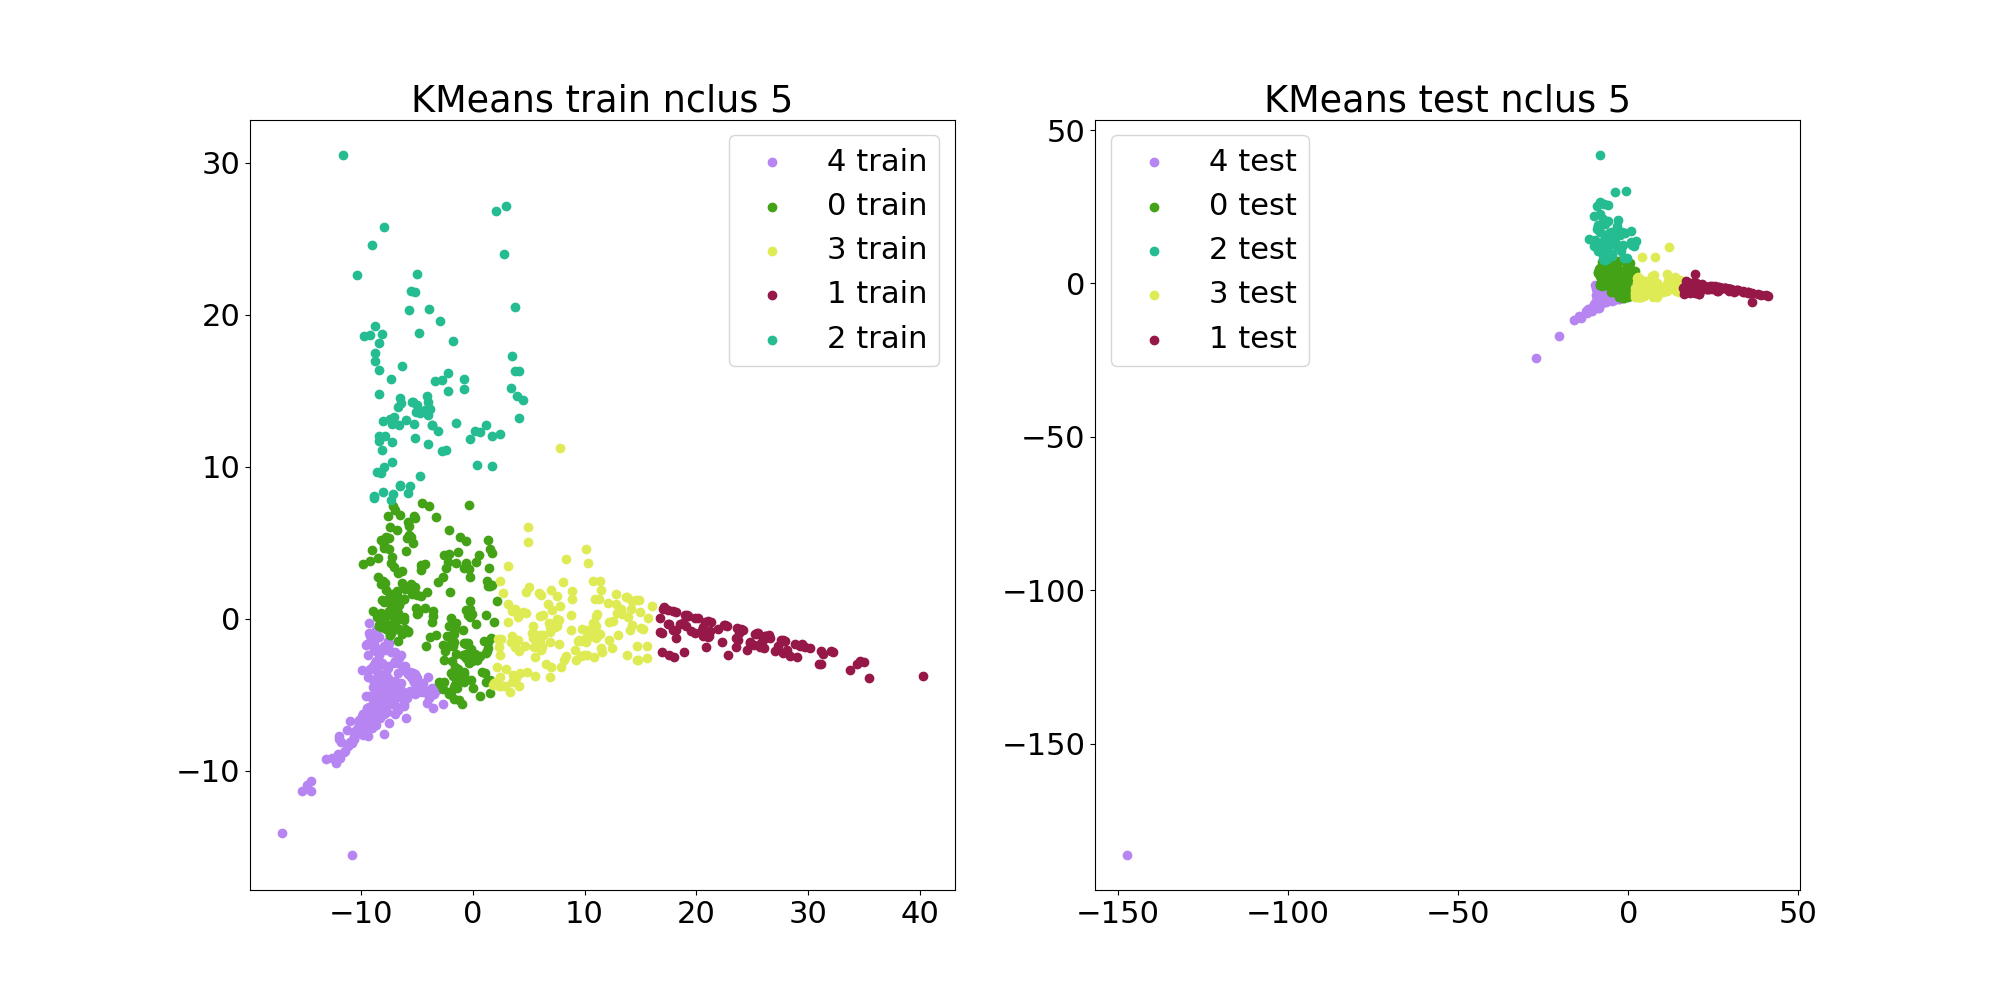 KMeans train nclus 5
4 train
0 train
3 train
1 train
2 train
30
20
10
0
−10
−10
0
10
20
30
40
KMeans test nclus 5
4 test
0 test
2 test
3 test
1 test
50
0
−50
−100
−150
−150
−100
−50
0
50